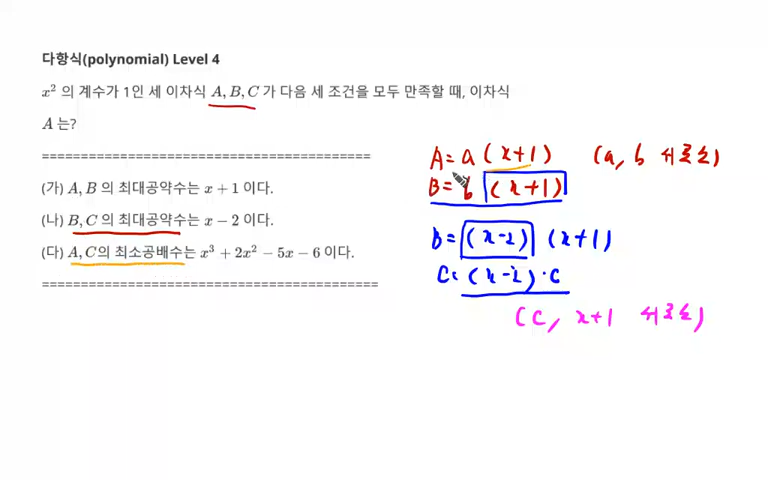 다항식(polynomial) Level 4
x² 의 계수가 1인 세 이차식 A, B, C 가 다음 세 조건을 모두 만족할 때, 이차식
A 는?
==========================================
(가) A, B 의 최대공약수는 x + 1 이다.
(나) B, C 의 최대공약수는 x − 2 이다.
(다) A, C의 최소공배수는 x³ + 2x² − 5x − 6 이다.
===========================================
A = a (x+1) (a, b 서로소)
B = b (x+1)
B = (x-2) (x+1)
C = (x-2) · C
(C, x+1 서로소)